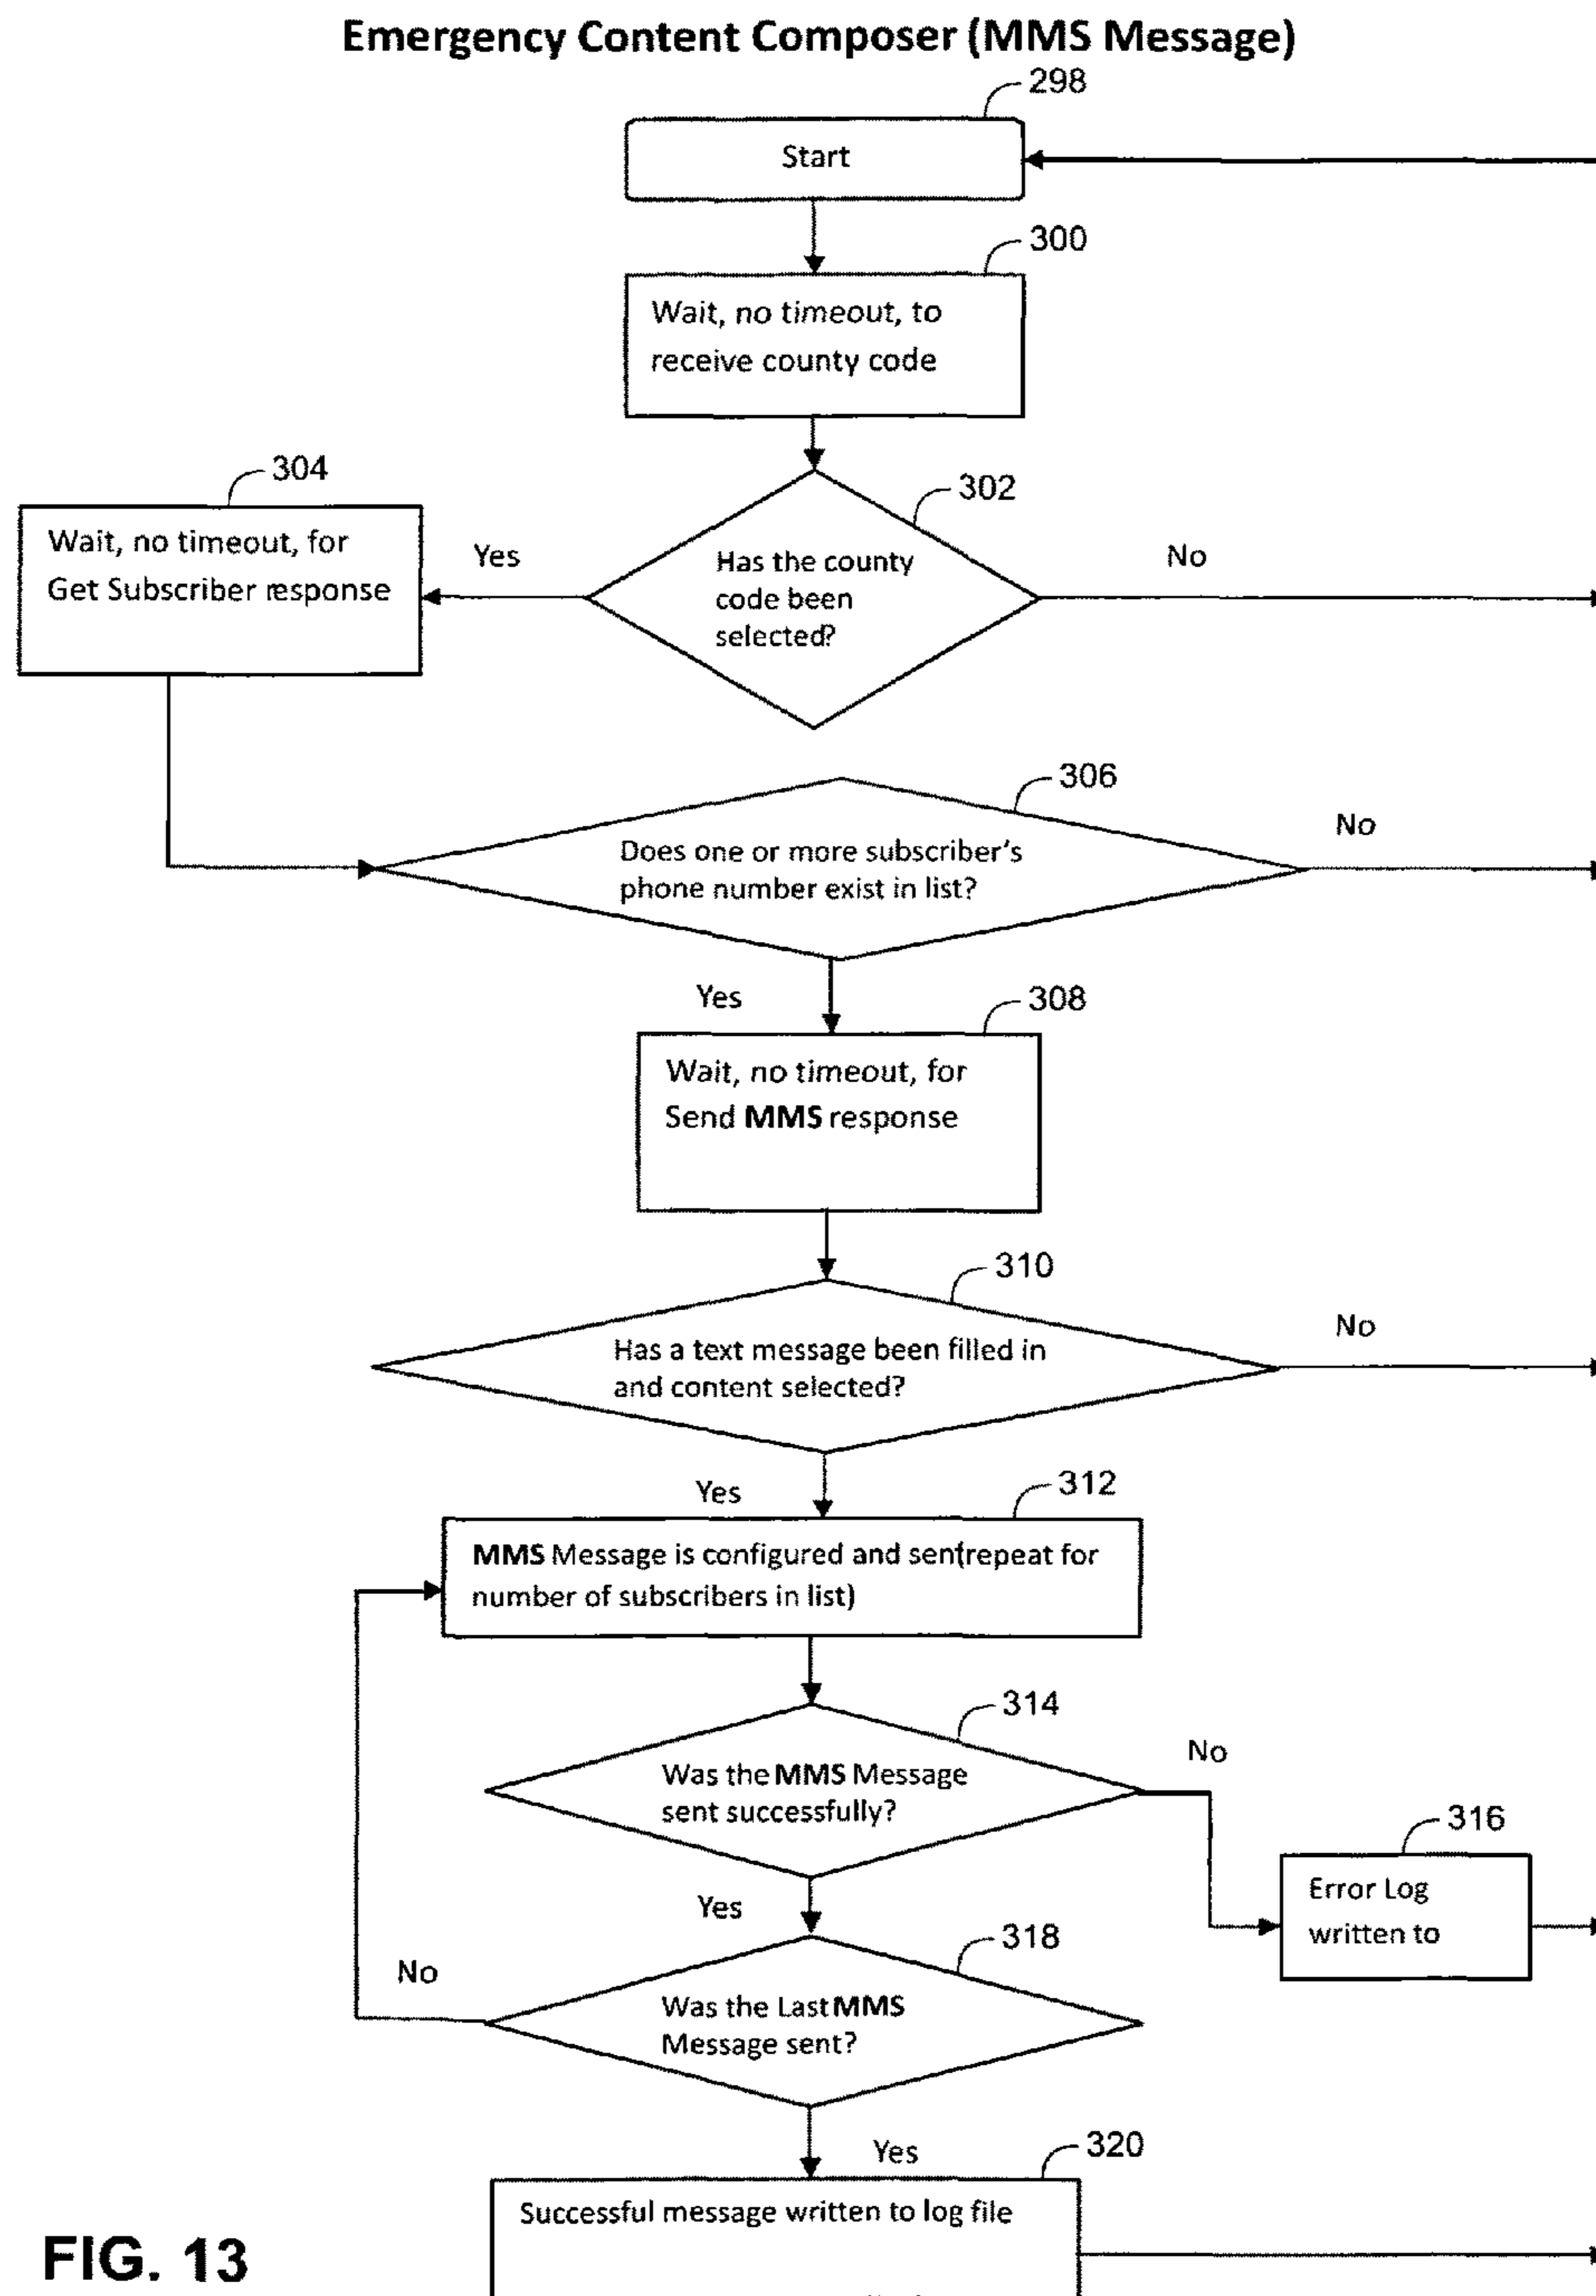 Emergency Content Composer (MMS Message)
298
Start
300
Wait, no timeout, to
receive county code
304
302
Wait, no timeout, for
Get Subscriber response
Yes
Has the county
code been
selected?
No
306
No
Does one or more subscriber's
phone number exist in list?
Yes
308
Wait, no timeout, for
Send MMS response
310
No
Has a text message been filled in
and content selected?
Yes
312
MMS Message is configured and sent(repeat for
number of subscribers in list)
314
No
Was the MMS Message
sent successfully?
316
Error Log
written to
Yes
318
No
Was the Last MMS
Message sent?
Yes
320
Successful message written to log file
FIG. 13